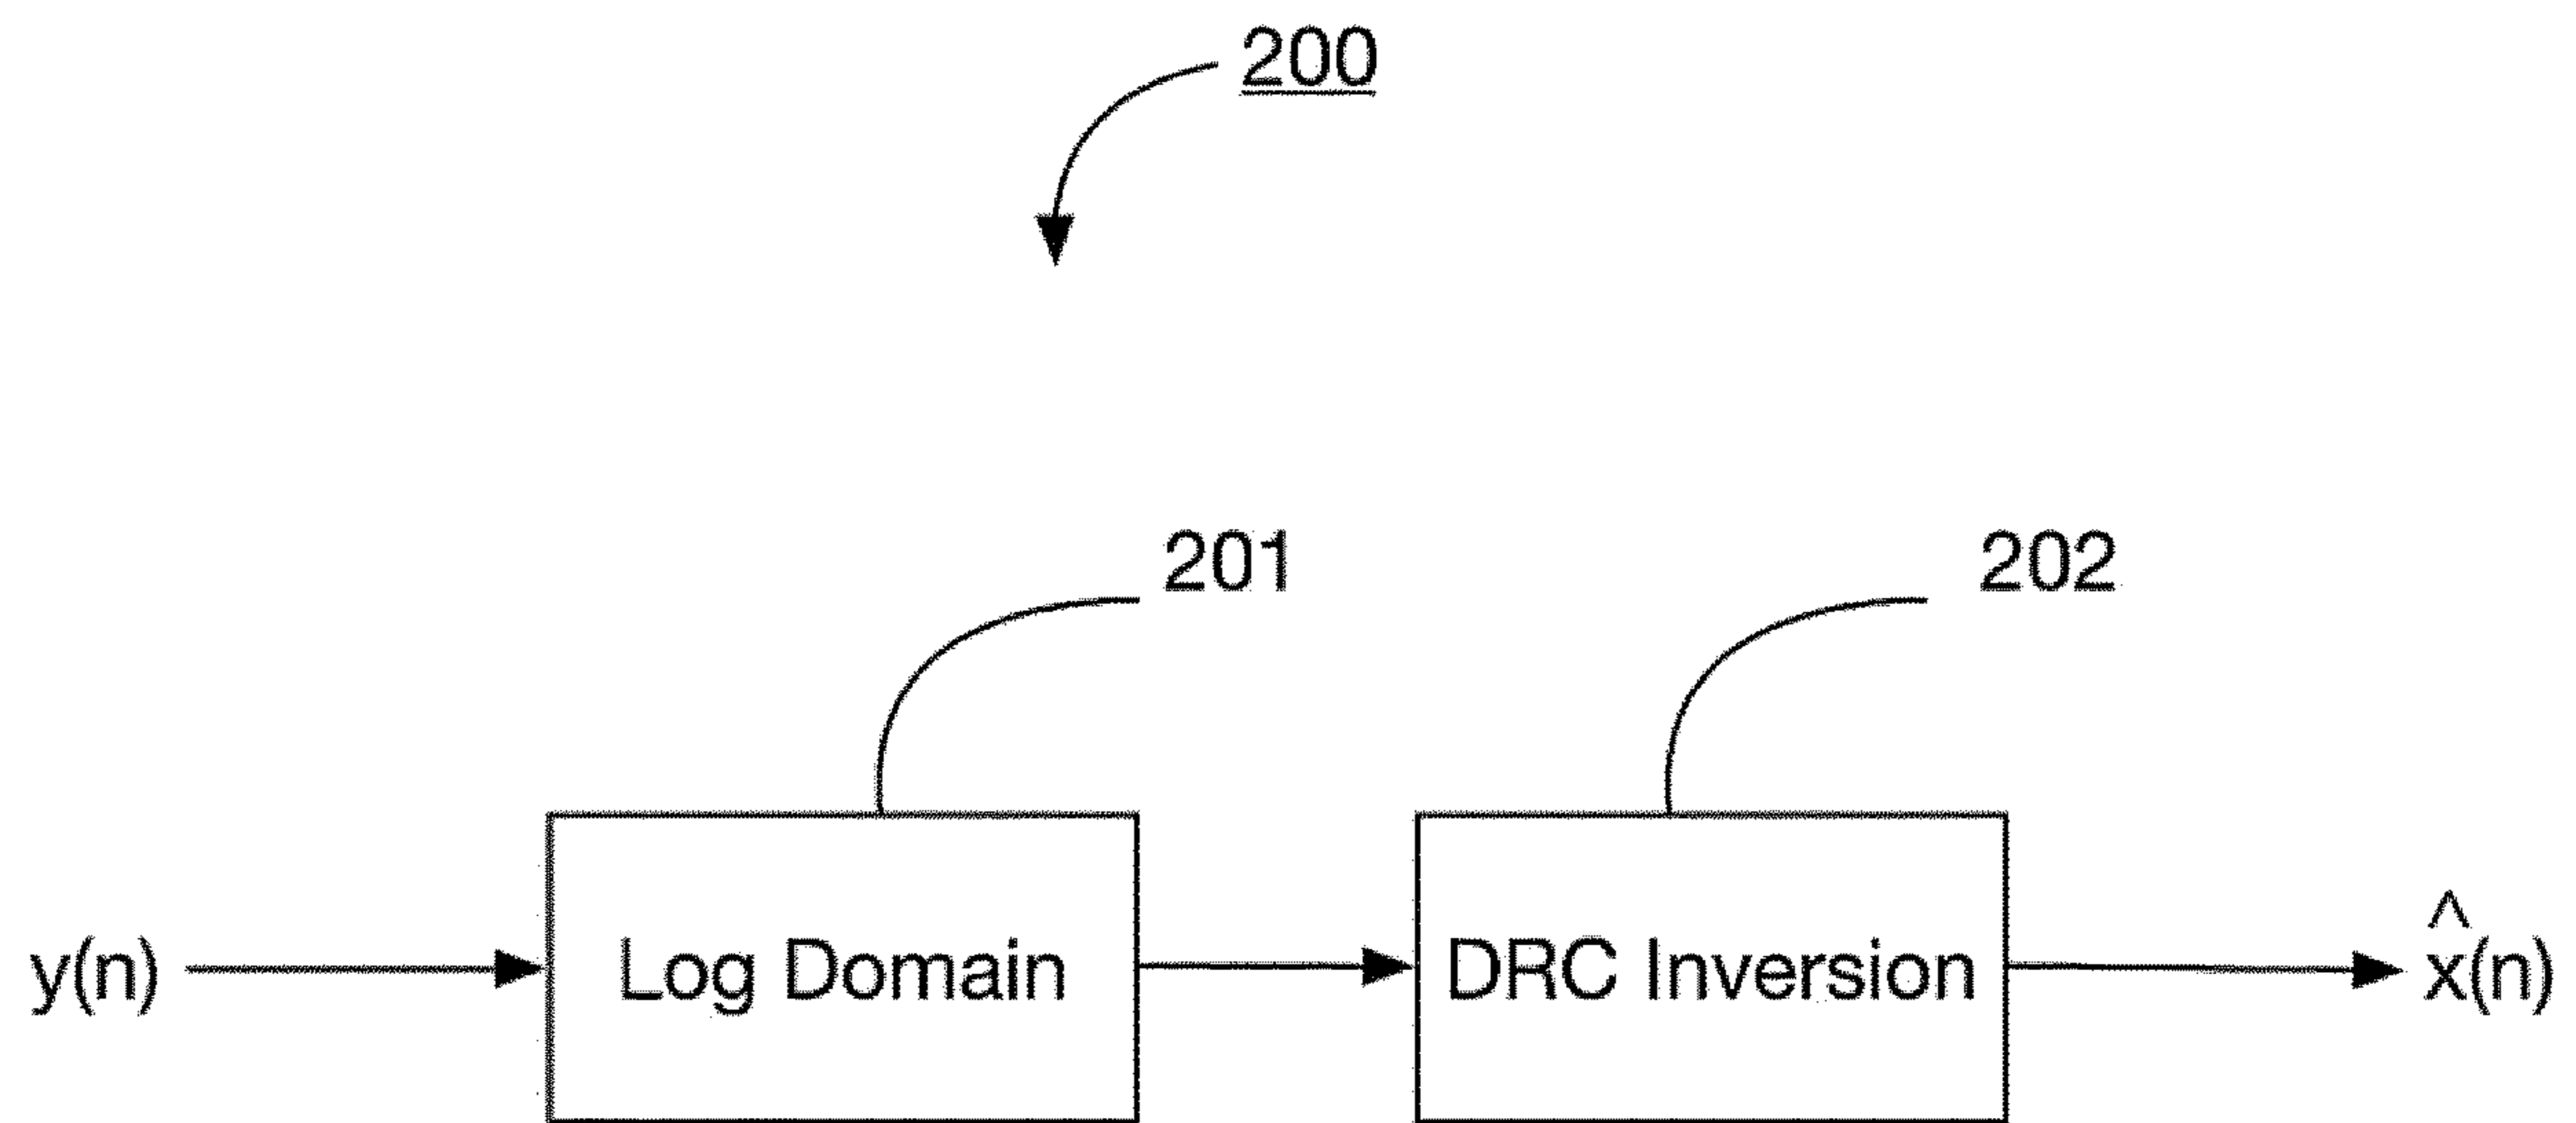 200
201
202
y(n)
Log Domain
DRC Inversion
x̂(n)